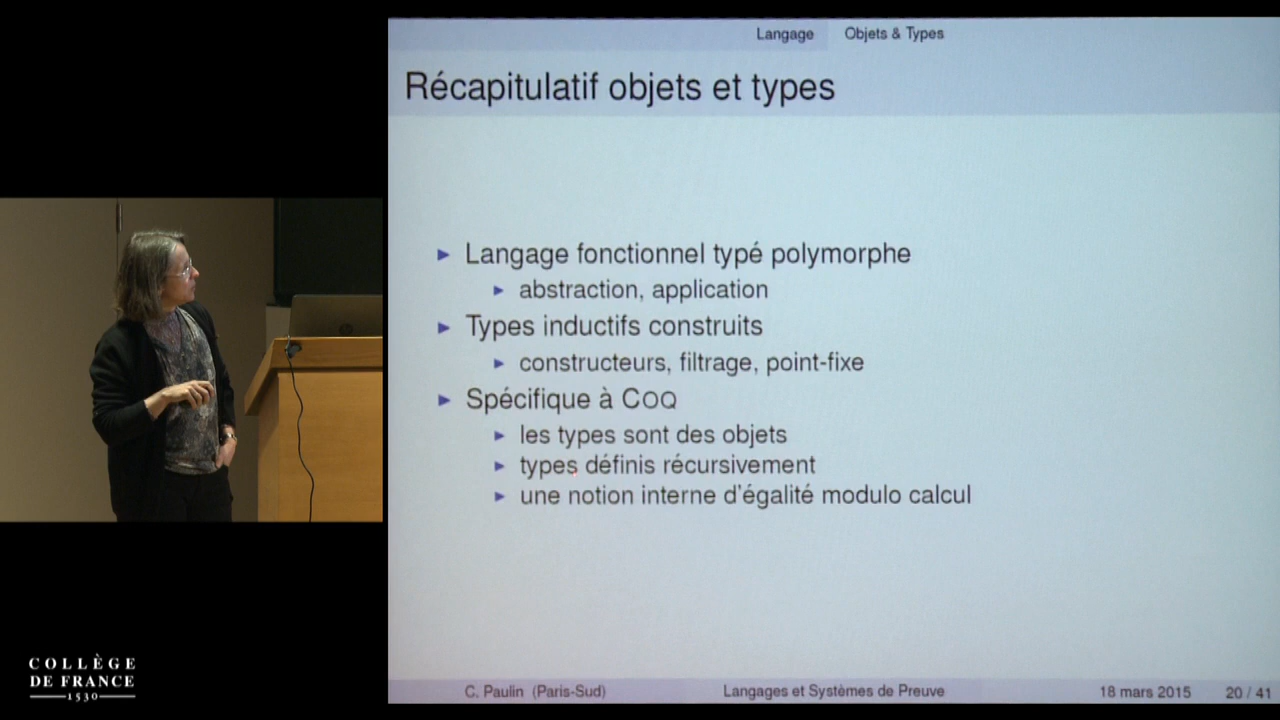 Langage Objets & Types
Récapitulatif objets et types
Langage fonctionnel typé polymorphe
abstraction, application
Types inductifs construits
constructeurs, filtrage, point-fixe
Spécifique à COQ
les types sont des objets
types définis récursivement
une notion interne d'égalité modulo calcul
COLLÈGE
DE FRANCE
1530
C. Paulin (Paris-Sud) Langages et Systèmes de Preuve 18 mars 2015 20 / 41